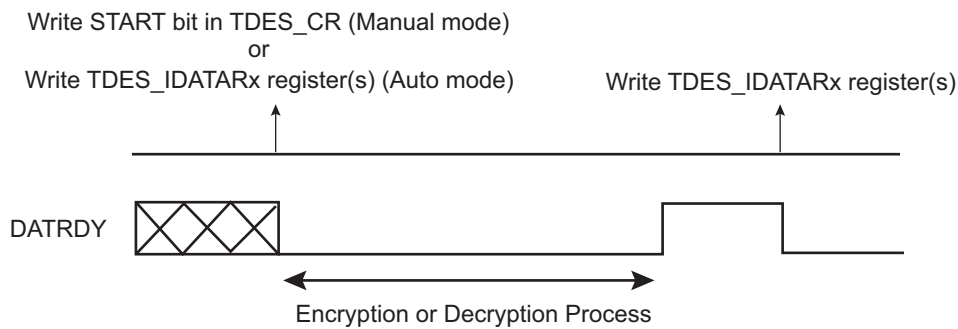 Write START bit in TDES_CR (Manual mode)
or
Write TDES_IDATARx register(s) (Auto mode)
Write TDES_IDATARx register(s)
DATRDY
Encryption or Decryption Process